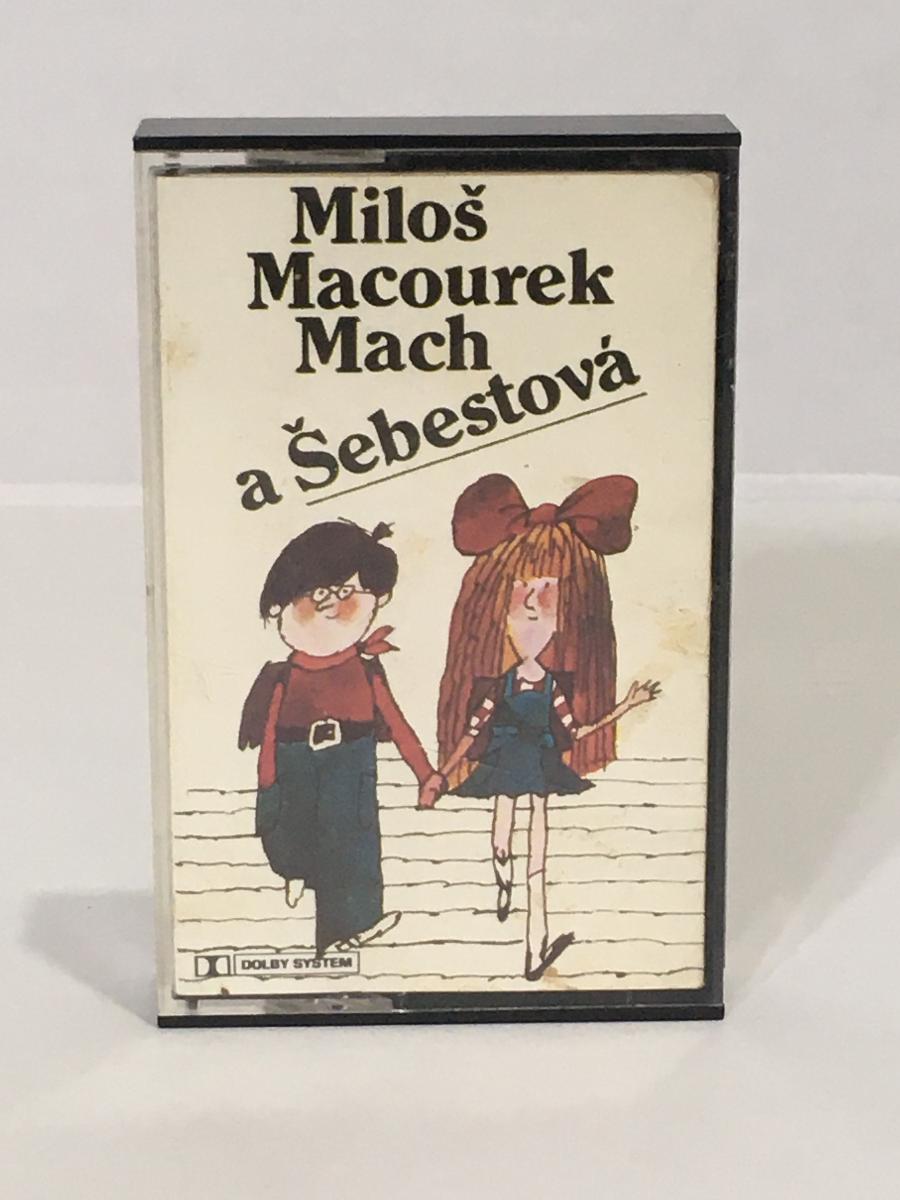 Miloš
Macourek
Mach
a Šebestová
DOLBY SYSTEM